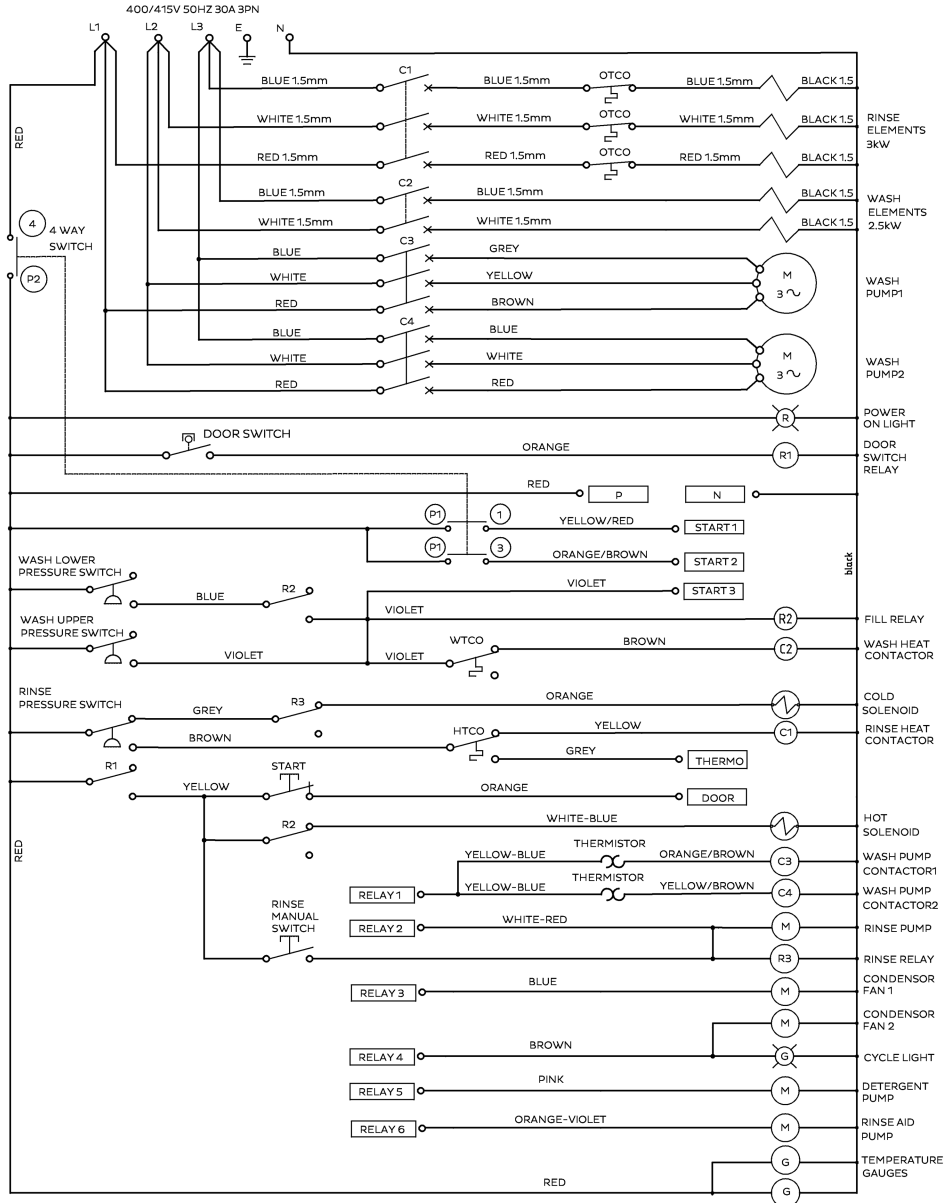 400/415V 50HZ 30A 3PN
L1 L2 L3 E N
BLUE 1.5mm C1 BLUE 1.5mm OTCO BLUE 1.5mm BLACK 1.5
WHITE 1.5mm WHITE 1.5mm OTCO WHITE 1.5mm BLACK 1.5
RINSE
ELEMENTS
3kW
RED 1.5mm RED 1.5mm OTCO RED 1.5mm BLACK 1.5
RED
BLUE 1.5mm C2 BLUE 1.5mm BLACK 1.5
WHITE 1.5mm WHITE 1.5mm BLACK 1.5
WASH
ELEMENTS
2.5kW
4
4 WAY
SWITCH
P2
BLUE C3 GREY
WHITE YELLOW
RED BROWN
M
3
WASH
PUMP1
BLUE C4 BLUE
WHITE WHITE
RED RED
M
3
WASH
PUMP2
R
POWER
ON LIGHT
DOOR SWITCH ORANGE R1
DOOR
SWITCH
RELAY
RED P N
P1 1 YELLOW/RED START 1
P1 3 ORANGE/BROWN START 2
black
WASH LOWER
PRESSURE SWITCH
BLUE R2 VIOLET START 3
VIOLET R2 FILL RELAY
WASH UPPER
PRESSURE SWITCH
VIOLET VIOLET WTCO BROWN C2
WASH HEAT
CONTACTOR
RINSE
PRESSURE SWITCH
GREY R3 ORANGE
COLD
SOLENOID
BROWN HTCO YELLOW C1
RINSE HEAT
CONTACTOR
GREY THERMO
R1
YELLOW START ORANGE DOOR
R2 WHITE-BLUE
HOT
SOLENOID
RED
YELLOW-BLUE THERMISTOR ORANGE/BROWN C3
WASH PUMP
CONTACTOR1
RELAY 1 YELLOW-BLUE THERMISTOR YELLOW/BROWN C4
WASH PUMP
CONTACTOR2
RELAY 2 WHITE-RED M RINSE PUMP
RINSE
MANUAL
SWITCH
R3 RINSE RELAY
RELAY 3 BLUE M
CONDENSOR
FAN 1
M
CONDENSOR
FAN 2
RELAY 4 BROWN G CYCLE LIGHT
RELAY 5 PINK M
DETERGENT
PUMP
RELAY 6 ORANGE-VIOLET M
RINSE AID
PUMP
G
TEMPERATURE
GAUGES
RED G